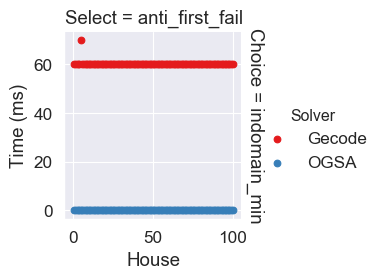 Select = anti_first_fail
Choice = indomain_min
60
40
20
0
Time (ms)
0
50
100
House
Solver
Gecode
OGSA